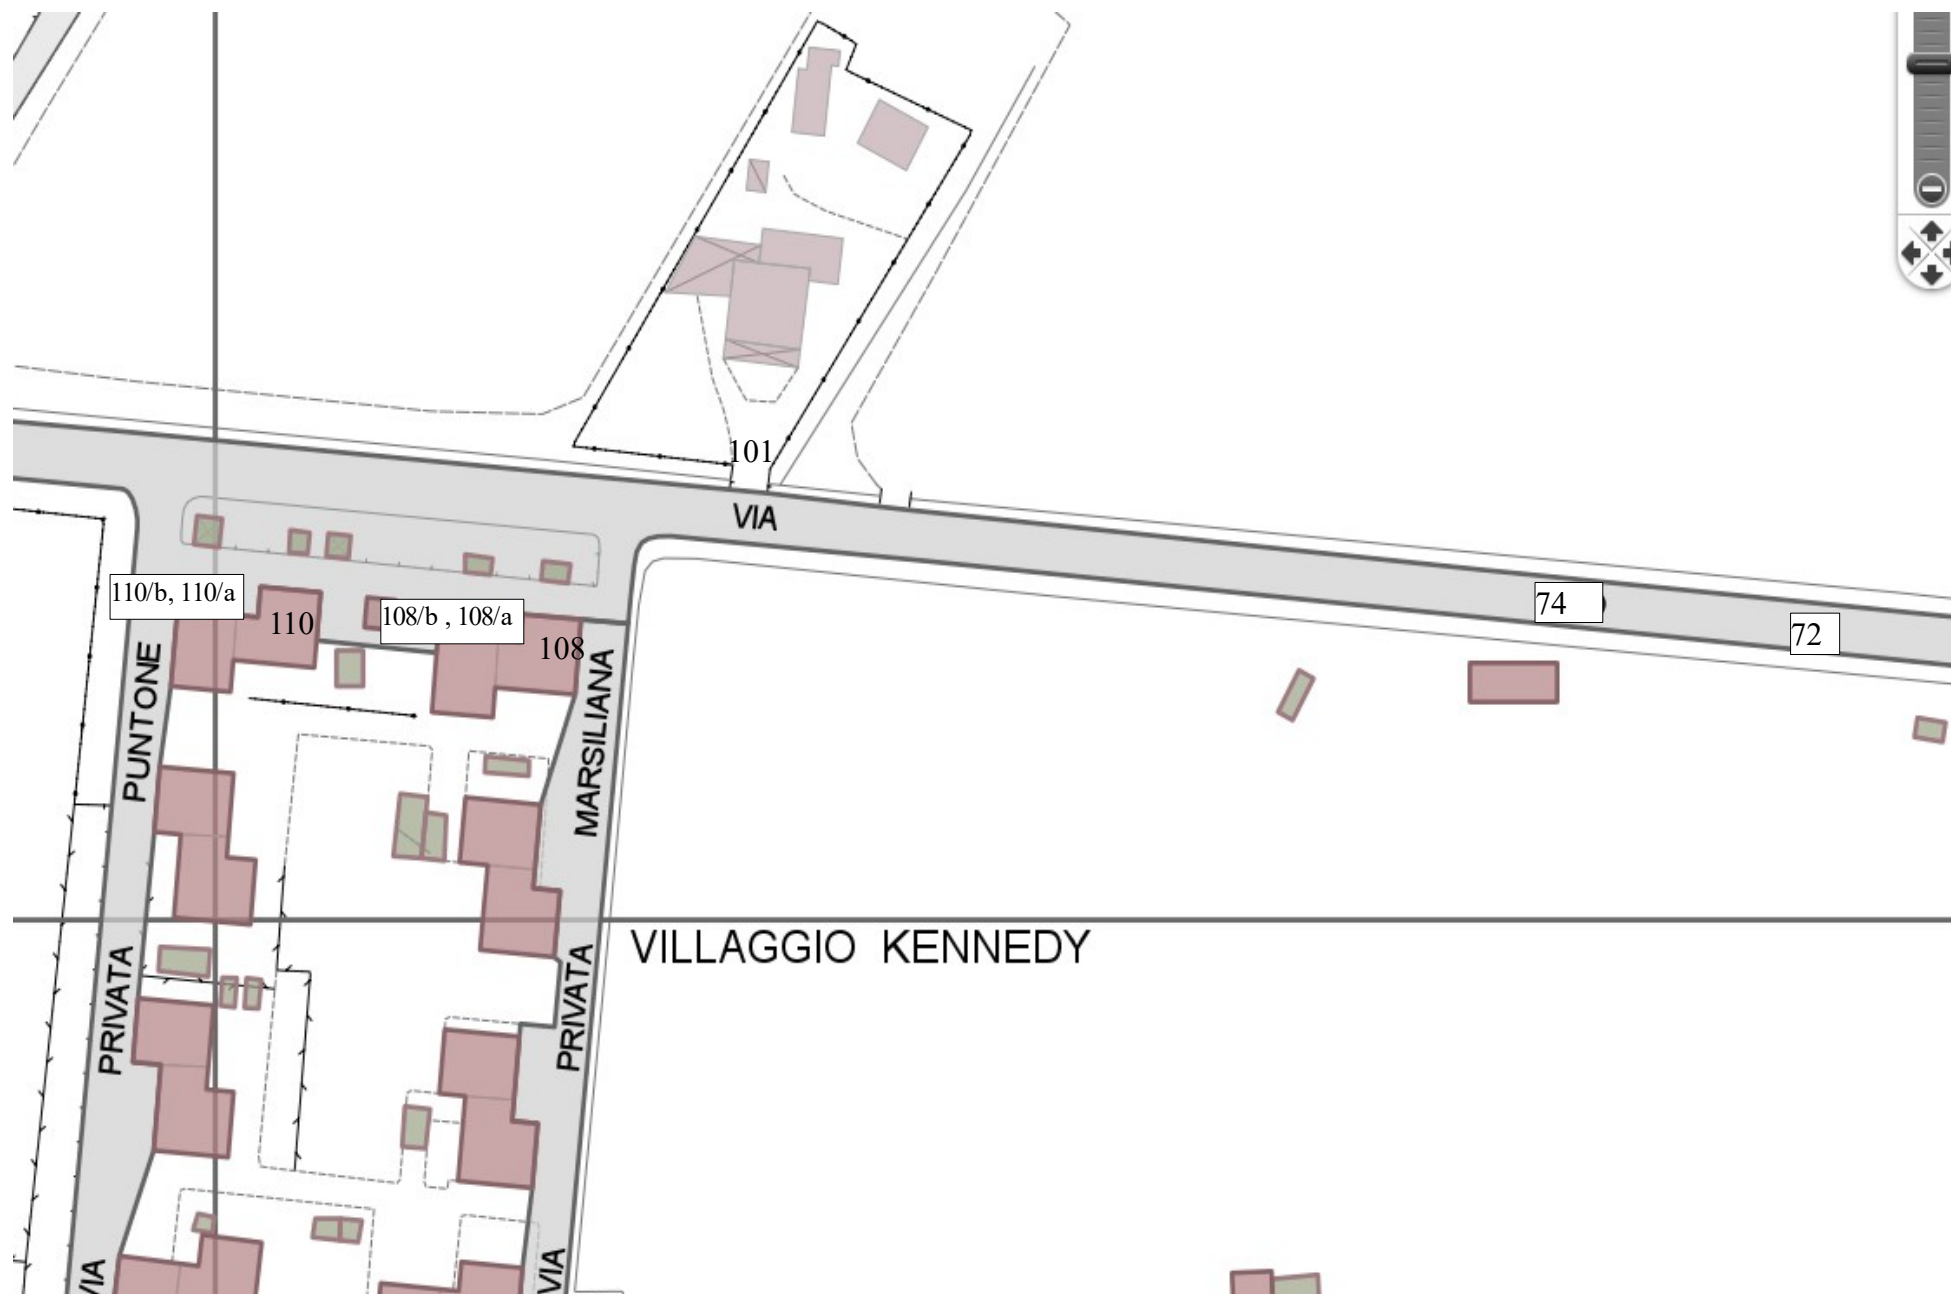 101
VIA
74
72
110/b, 110/a
110
108/b , 108/a
108
PUNTONE
MARSILIANA
VILLAGGIO KENNEDY
PRIVATA
PRIVATA
VIA
VIA